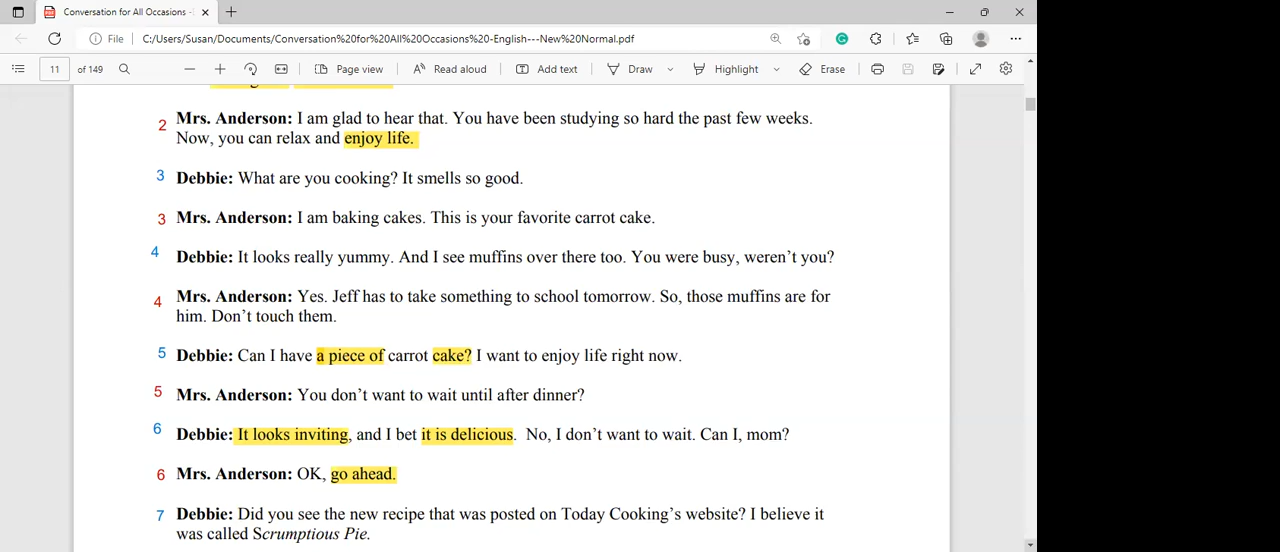 Conversation for All Occasions -
File C:/Users/Susan/Documents/Conversation%20for%20All%20Occasions%20-English---New%20Normal.pdf
11 of 149 Page view Read aloud Add text Draw Highlight Erase
2 Mrs. Anderson: I am glad to hear that. You have been studying so hard the past few weeks.
Now, you can relax and enjoy life.
3 Debbie: What are you cooking? It smells so good.
3 Mrs. Anderson: I am baking cakes. This is your favorite carrot cake.
4 Debbie: It looks really yummy. And I see muffins over there too. You were busy, weren't you?
4 Mrs. Anderson: Yes. Jeff has to take something to school tomorrow. So, those muffins are for
him. Don't touch them.
5 Debbie: Can I have a piece of carrot cake? I want to enjoy life right now.
5 Mrs. Anderson: You don't want to wait until after dinner?
6 Debbie: It looks inviting, and I bet it is delicious. No, I don't want to wait. Can I, mom?
6 Mrs. Anderson: OK, go ahead.
7 Debbie: Did you see the new recipe that was posted on Today Cooking's website? I believe it
was called Scrumptious Pie.